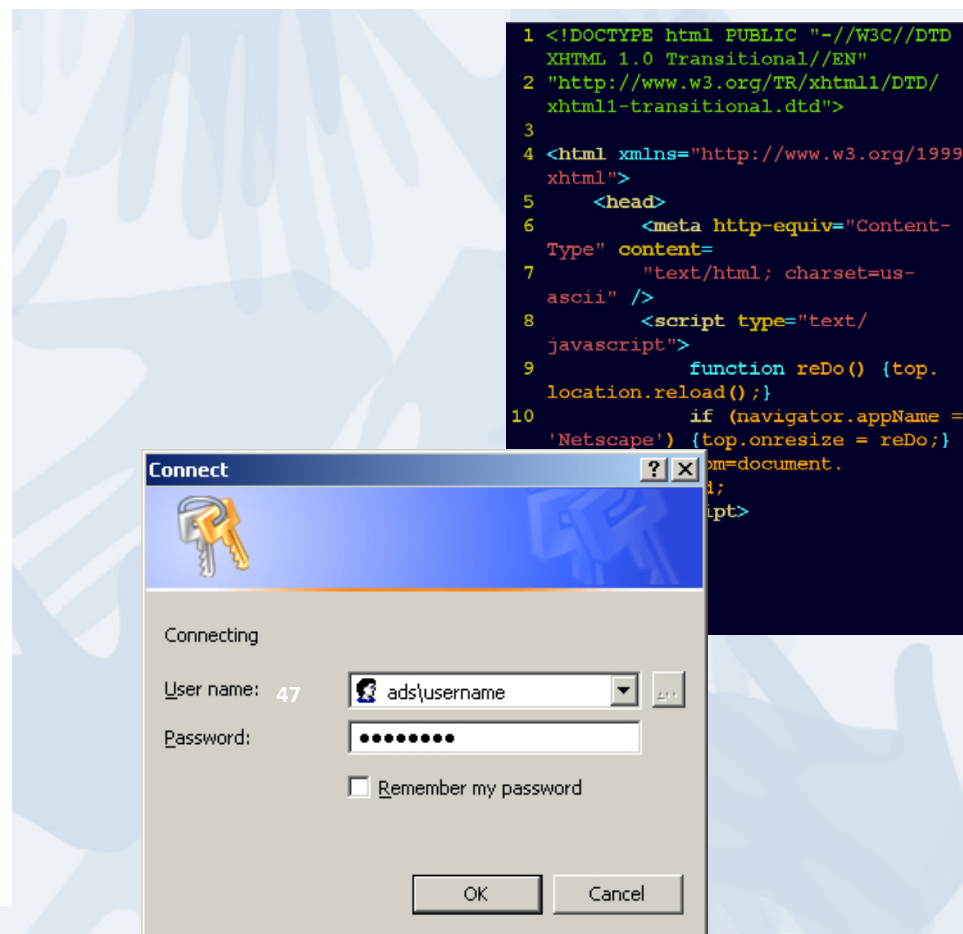 1 <!DOCTYPE html PUBLIC "-//W3C//DTD
XHTML 1.0 Transitional//EN"
2 "http://www.w3.org/TR/xhtml1/DTD/
xhtml1-transitional.dtd">
3
4 <html xmlns="http://www.w3.org/1999
xhtml">
5 <head>
6 <meta http-equiv="Content-
Type" content=
7 "text/html; charset=us-
ascii" />
8 <script type="text/
javascript">
9 function reDo() {top.
location.reload();}
10 if (navigator.appName =
'Netscape') {top.onresize = reDo;}
om=document.
;
ipt>
Connect
Connecting
User name: 47 ads\username ...
Password: ●●●●●●●●
Remember my password
OK Cancel